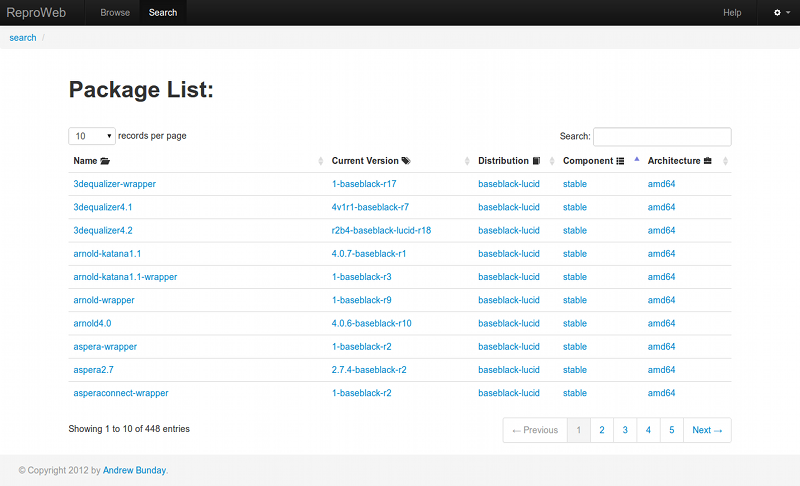 ReproWeb Browse Search Help
search /
Package List:
10 records per page Search:
Name Current Version Distribution Component Architecture
3dequalizer-wrapper 1-baseblack-r17 baseblack-lucid stable amd64
3dequalizer4.1 4v1r1-baseblack-r7 baseblack-lucid stable amd64
3dequalizer4.2 r2b4-baseblack-lucid-r18 baseblack-lucid stable amd64
arnold-katana1.1 4.0.7-baseblack-r1 baseblack-lucid stable amd64
arnold-katana1.1-wrapper 1-baseblack-r3 baseblack-lucid stable amd64
arnold-wrapper 1-baseblack-r9 baseblack-lucid stable amd64
arnold4.0 4.0.6-baseblack-r10 baseblack-lucid stable amd64
aspera-wrapper 1-baseblack-r2 baseblack-lucid stable amd64
aspera2.7 2.7.4-baseblack-r2 baseblack-lucid stable amd64
asperaconnect-wrapper 1-baseblack-r2 baseblack-lucid stable amd64
Showing 1 to 10 of 448 entries ← Previous 1 2 3 4 5 Next →
© Copyright 2012 by Andrew Bunday.